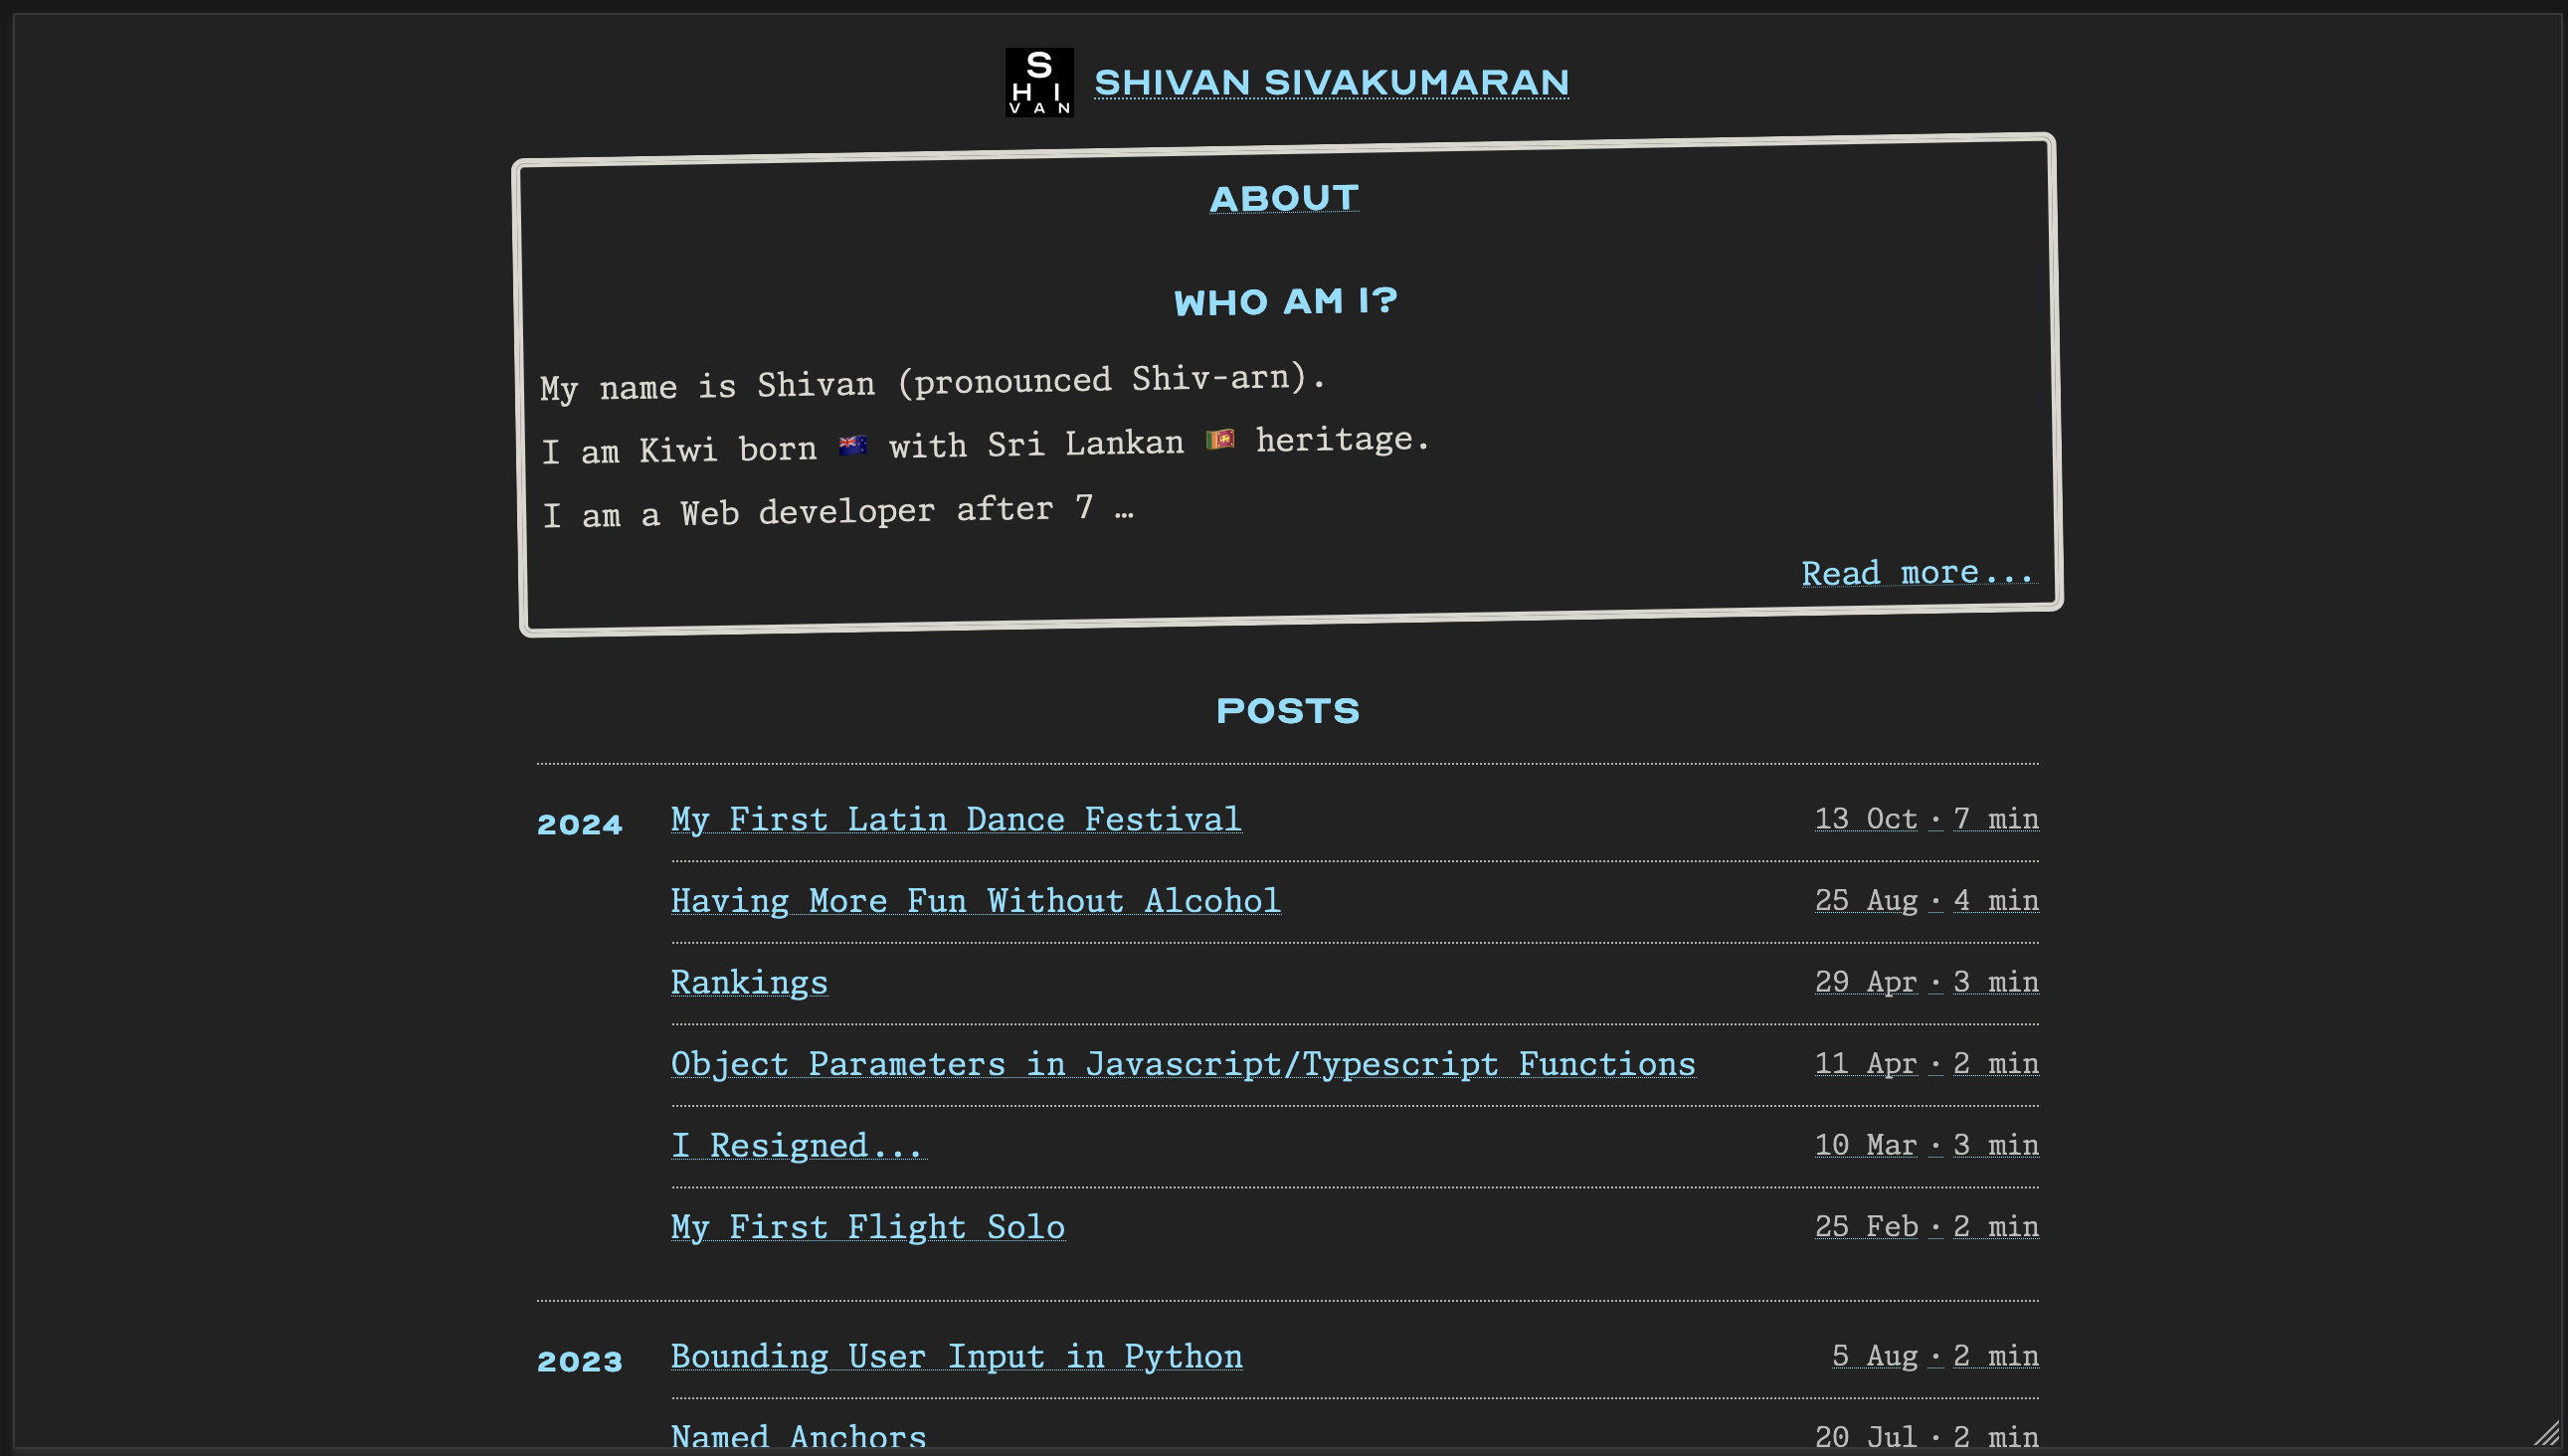 S
H I
V A N
SHIVAN SIVAKUMARAN
ABOUT
WHO AM I?
My name is Shivan (pronounced Shiv-arn).
I am Kiwi born 🇳🇿 with Sri Lankan 🇱🇰 heritage.
I am a Web developer after 7 …
Read more...
POSTS
2024 My First Latin Dance Festival 13 Oct · 7 min
Having More Fun Without Alcohol 25 Aug · 4 min
Rankings 29 Apr · 3 min
Object Parameters in Javascript/Typescript Functions 11 Apr · 2 min
I Resigned... 10 Mar · 3 min
My First Flight Solo 25 Feb · 2 min
2023 Bounding User Input in Python 5 Aug · 2 min
Named Anchors 20 Jul · 2 min